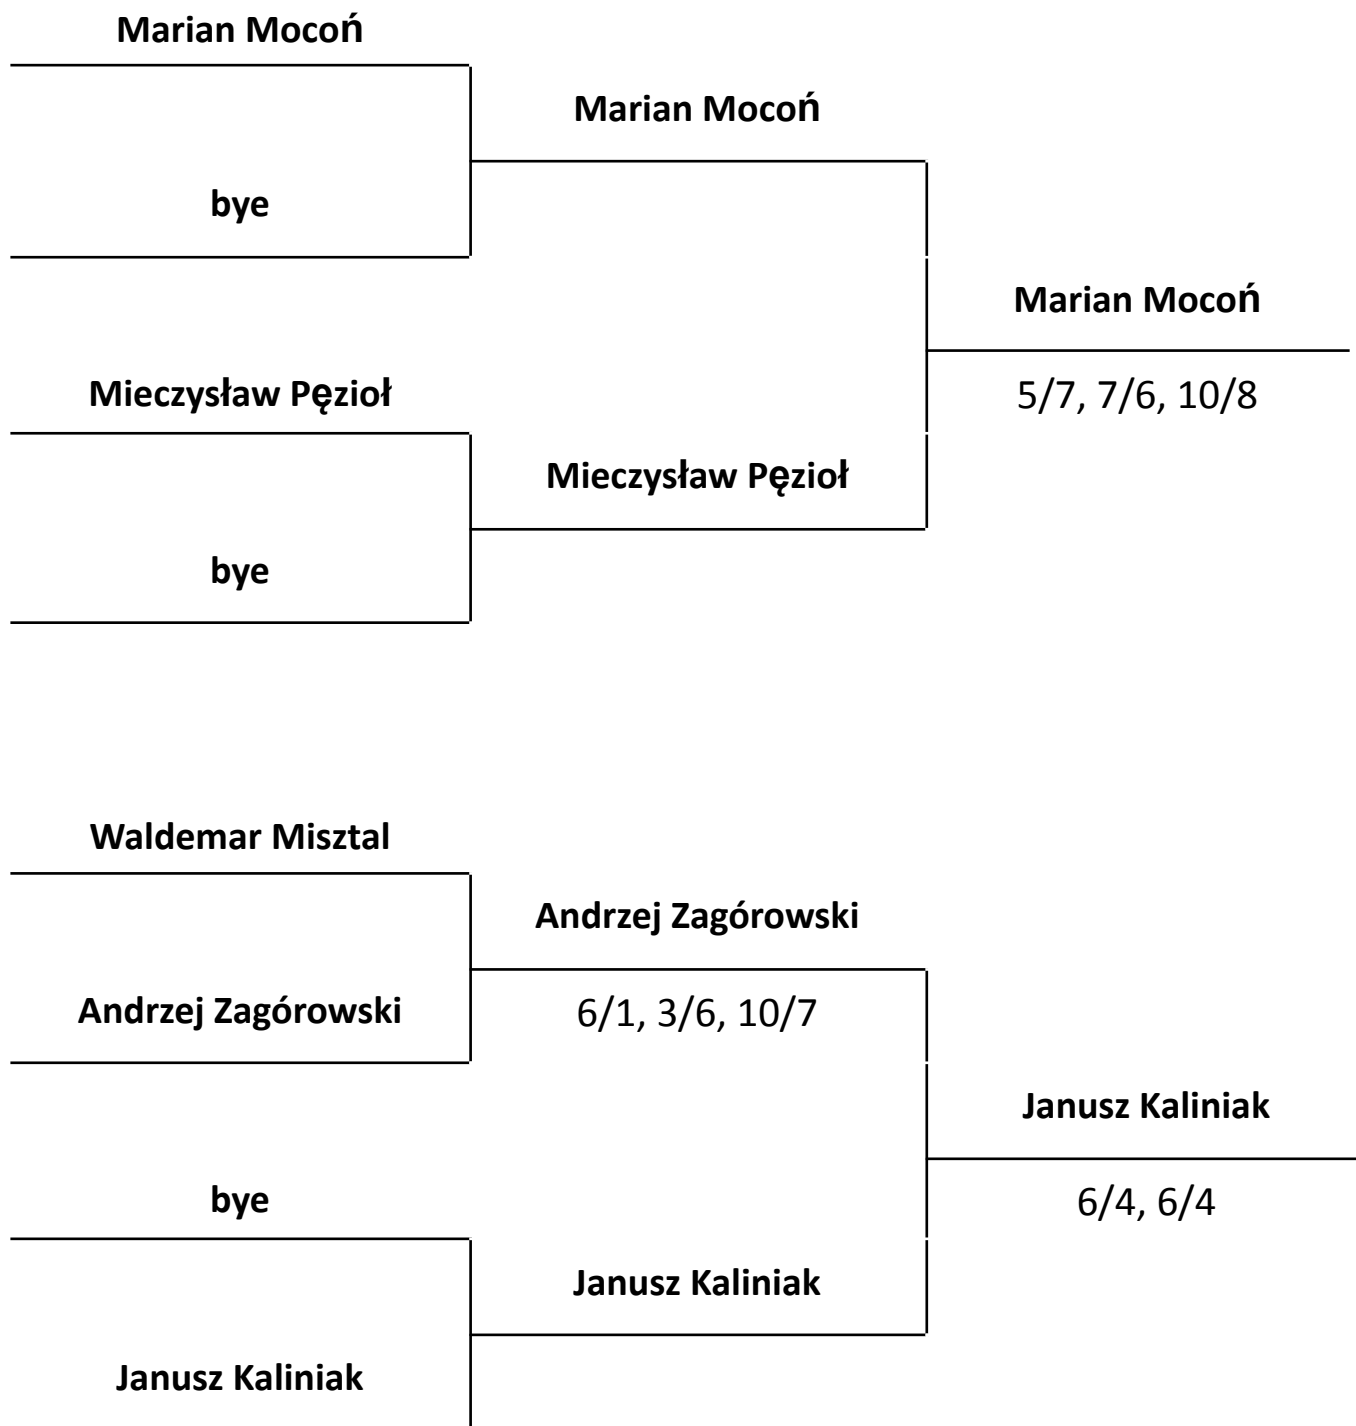 Marian Mocoń
Marian Mocoń
bye
Marian Mocoń
Mieczysław Pęzioł
5/7, 7/6, 10/8
Mieczysław Pęzioł
bye
Waldemar Misztal
Andrzej Zagórowski
Andrzej Zagórowski
6/1, 3/6, 10/7
Janusz Kaliniak
bye
6/4, 6/4
Janusz Kaliniak
Janusz Kaliniak